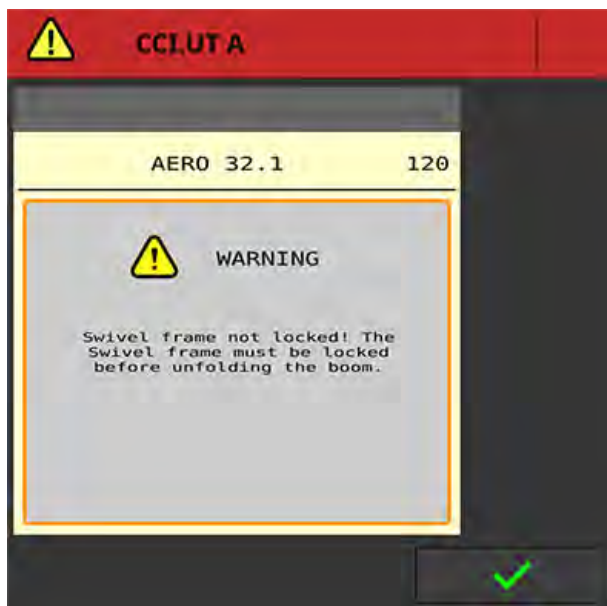 CCI.UT A
AERO 32.1 120
WARNING
Swivel frame not locked! The
Swivel frame must be locked
before unfolding the boom.